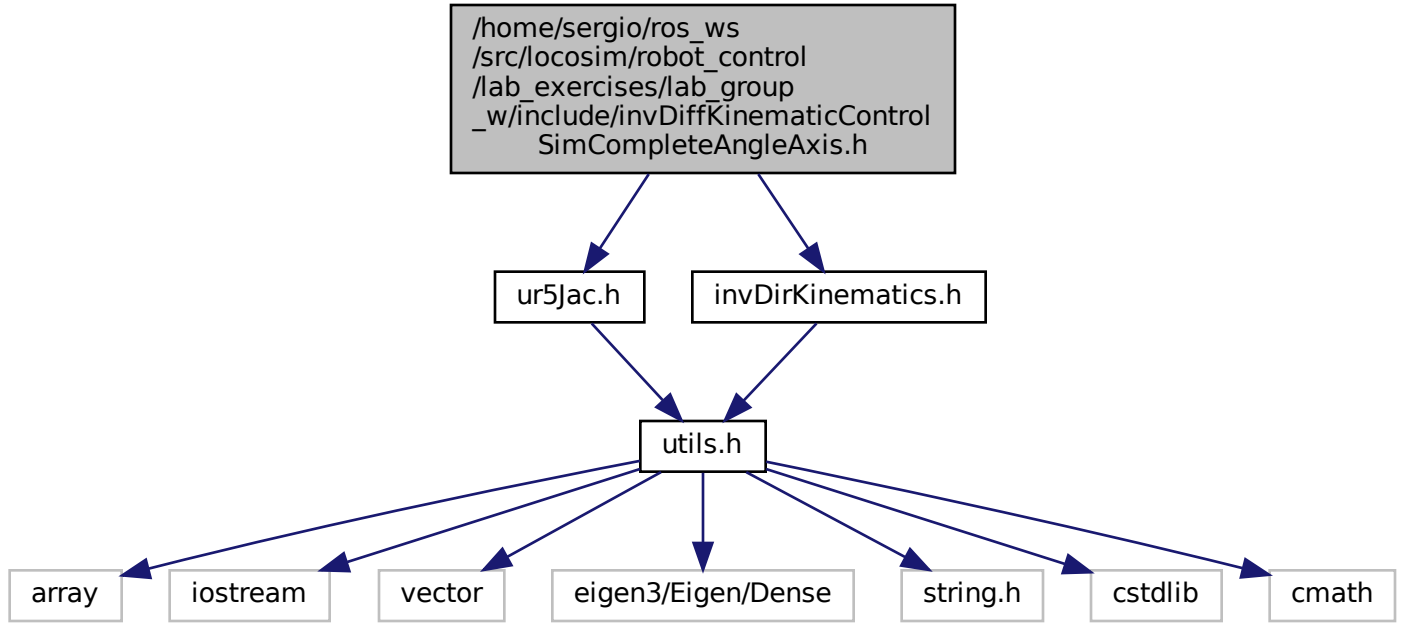 /home/sergio/ros_ws
/src/locosim/robot_control
/lab_exercises/lab_group
_w/include/invDiffKinematicControl
SimCompleteAngleAxis.h
ur5Jac.h
invDirKinematics.h
utils.h
array
iostream
vector
eigen3/Eigen/Dense
string.h
cstdlib
cmath